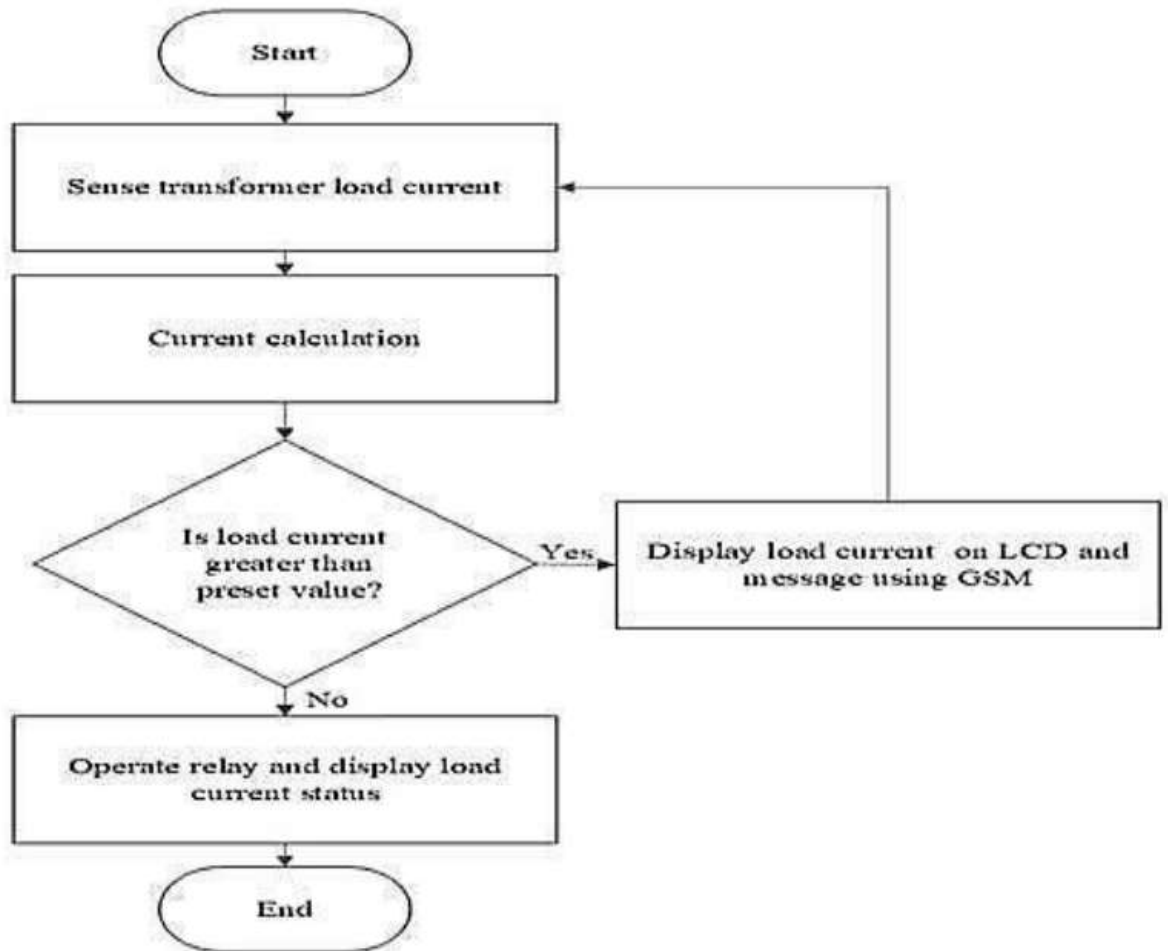 Start
Sense transformer load current
Current calculation
Is load current
greater than
preset value?
Yes
Display load current on LCD and
message using GSM
No
Operate relay and display load
current status
End